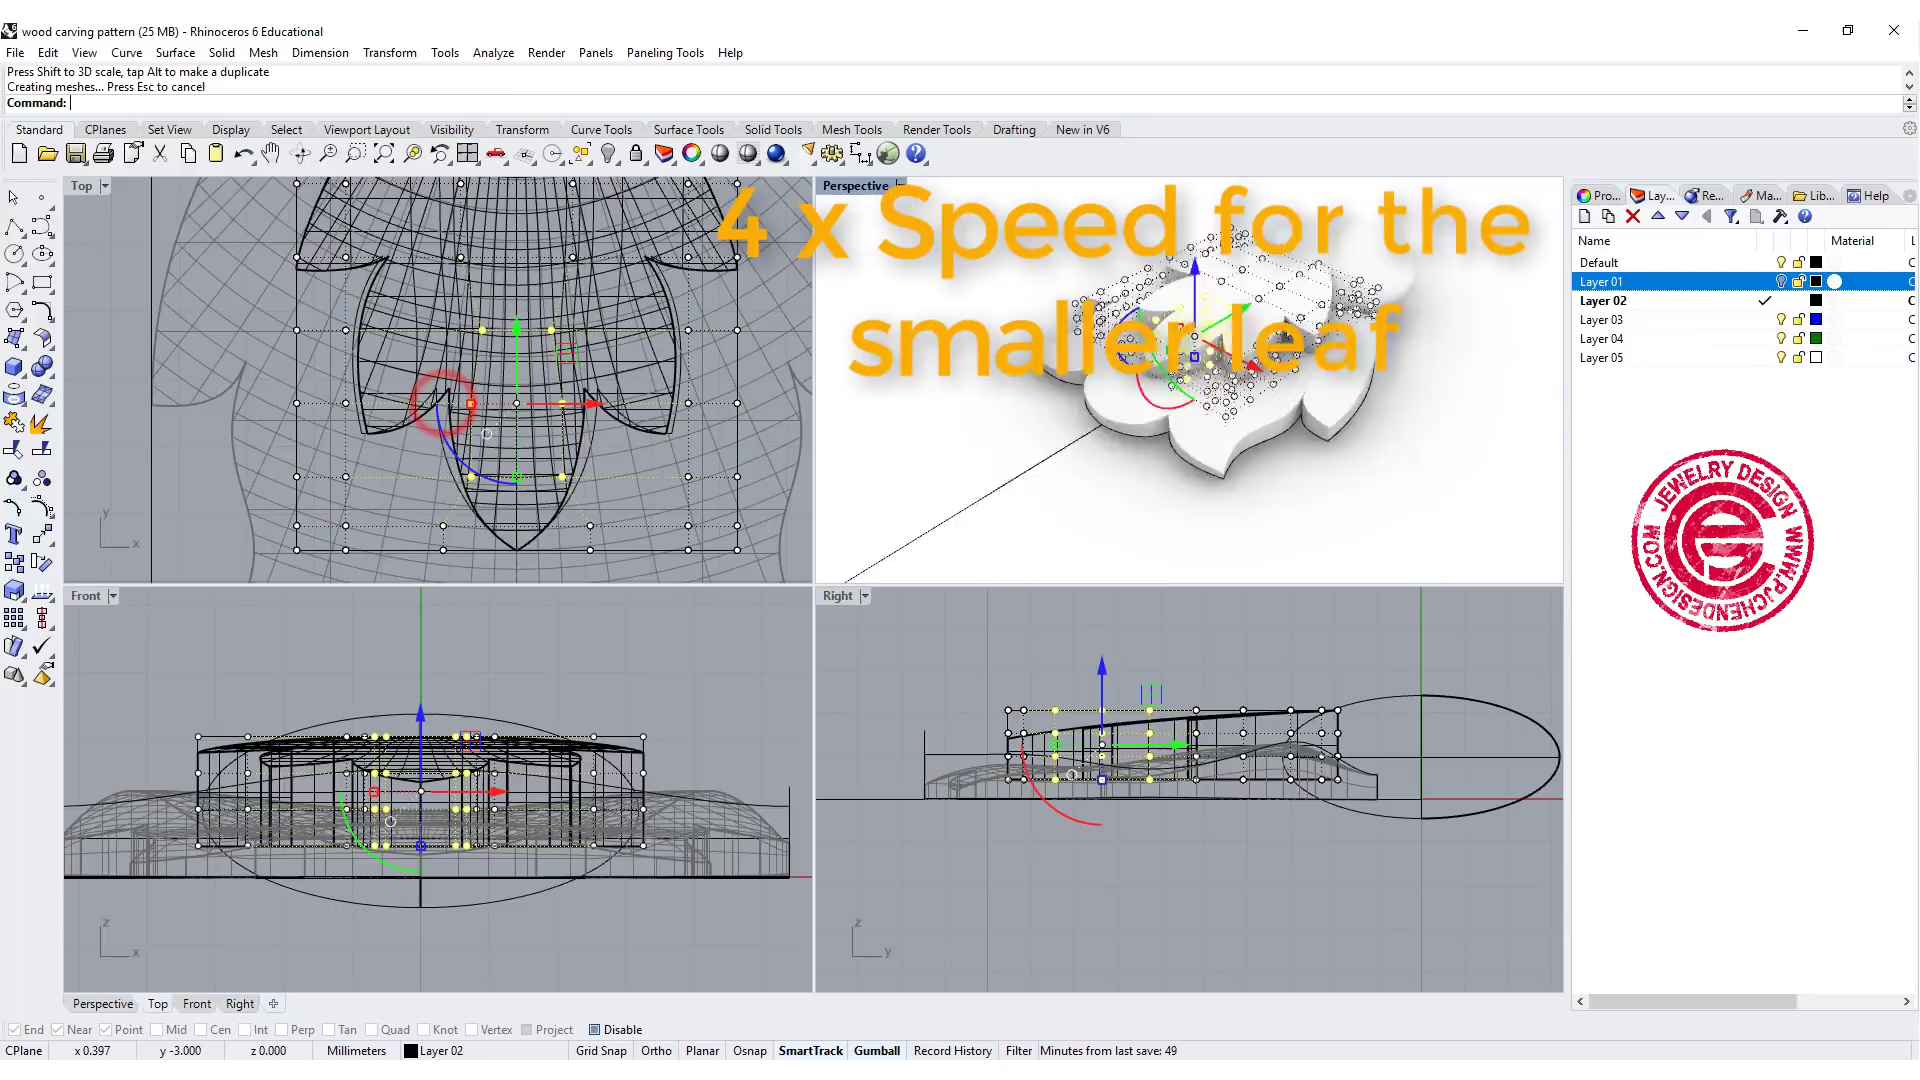 wood carving pattern (25 MB) - Rhinoceros 6 Educational
File Edit View Curve Surface Solid Mesh Dimension Transform Tools Analyze Render Panels Paneling Tools Help
Press Shift to 3D scale, tap Alt to make a duplicate
Creating meshes... Press Esc to cancel
Command:
Standard CPlanes Set View Display Select Viewport Layout Visibility Transform Curve Tools Surface Tools Solid Tools Mesh Tools Render Tools Drafting New in V6
Top
Perspective
4 x Speed for the
smaller leaf
Pro... Lay... Re... Ma... Lib... Help
Name Material L
Default C
Layer 01 C
Layer 02 C
Layer 03 C
Layer 04 C
Layer 05 C
JEWELRY DESIGN WWW.PJCHENDESIGN.COM
y
x
Front
Right
z
x
z
y
Perspective Top Front Right
End Near Point Mid Cen Int Perp Tan Quad Knot Vertex Project Disable
CPlane x 0.397 y -3.000 z 0.000 Millimeters Layer 02 Grid Snap Ortho Planar Osnap SmartTrack Gumball Record History Filter Minutes from last save: 49